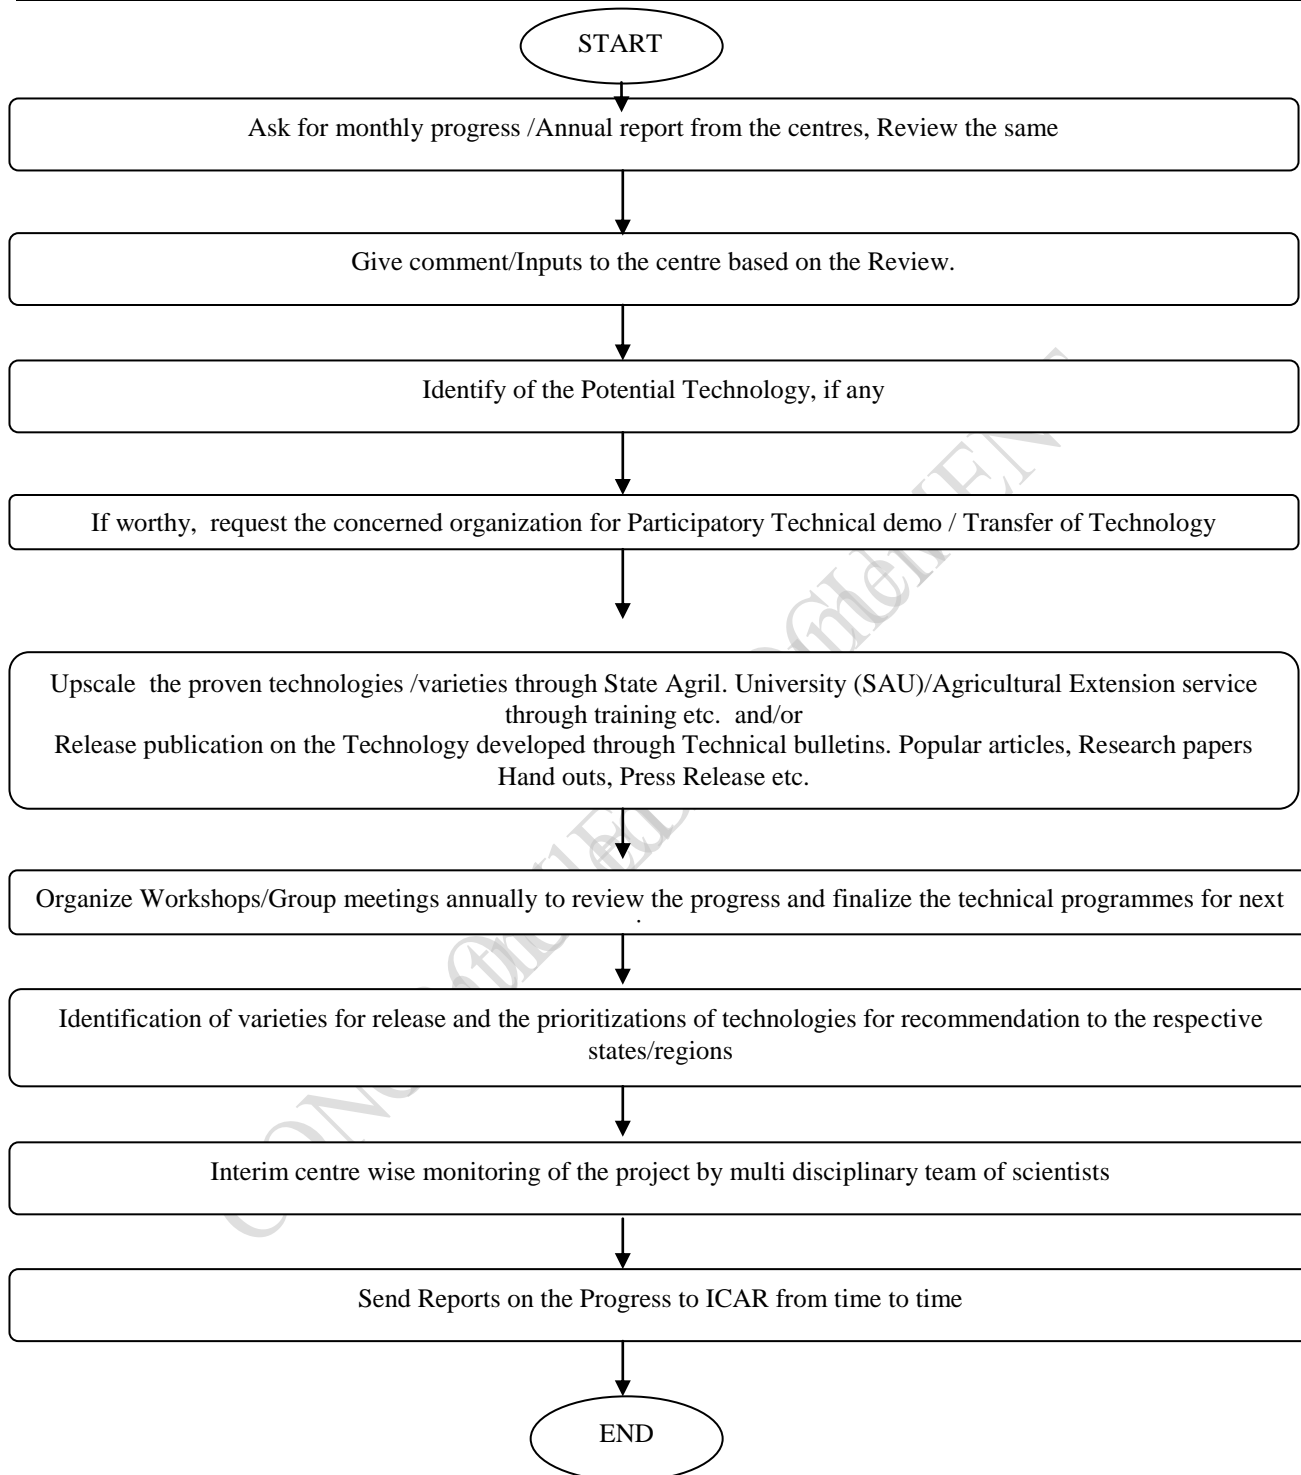 START
Ask for monthly progress /Annual report from the centres, Review the same
Give comment/Inputs to the centre based on the Review.
Identify of the Potential Technology, if any
If worthy, request the concerned organization for Participatory Technical demo / Transfer of Technology
Upscale the proven technologies /varieties through State Agril. University (SAU)/Agricultural Extension service
through training etc. and/or
Release publication on the Technology developed through Technical bulletins. Popular articles, Research papers
Hand outs, Press Release etc.
Organize Workshops/Group meetings annually to review the progress and finalize the technical programmes for next
Identification of varieties for release and the prioritizations of technologies for recommendation to the respective
states/regions
Interim centre wise monitoring of the project by multi disciplinary team of scientists
Send Reports on the Progress to ICAR from time to time
END